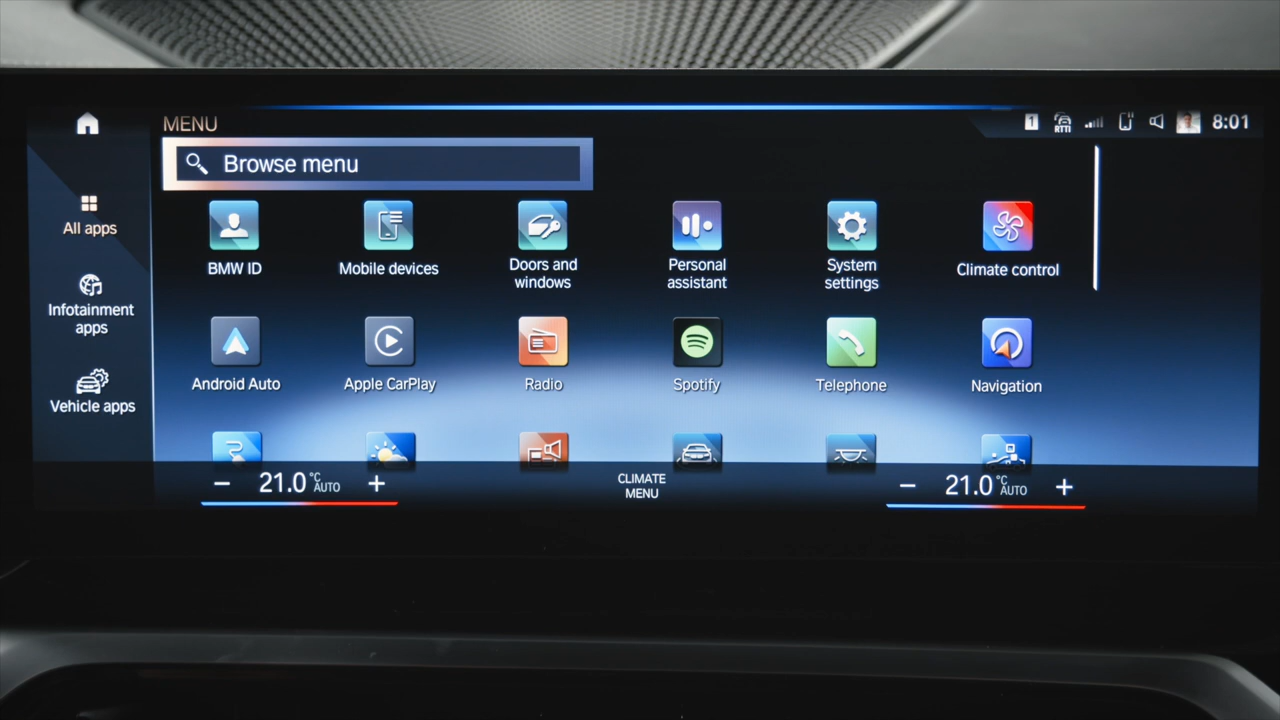 MENU
1
RTTI
8:01
Browse menu
All apps
Infotainment
apps
Vehicle apps
BMW ID
Mobile devices
Doors and
windows
Personal
assistant
System
settings
Climate control
Android Auto
Apple CarPlay
Radio
Spotify
Telephone
Navigation
− 21.0 °C AUTO +
CLIMATE
MENU
− 21.0 °C AUTO +